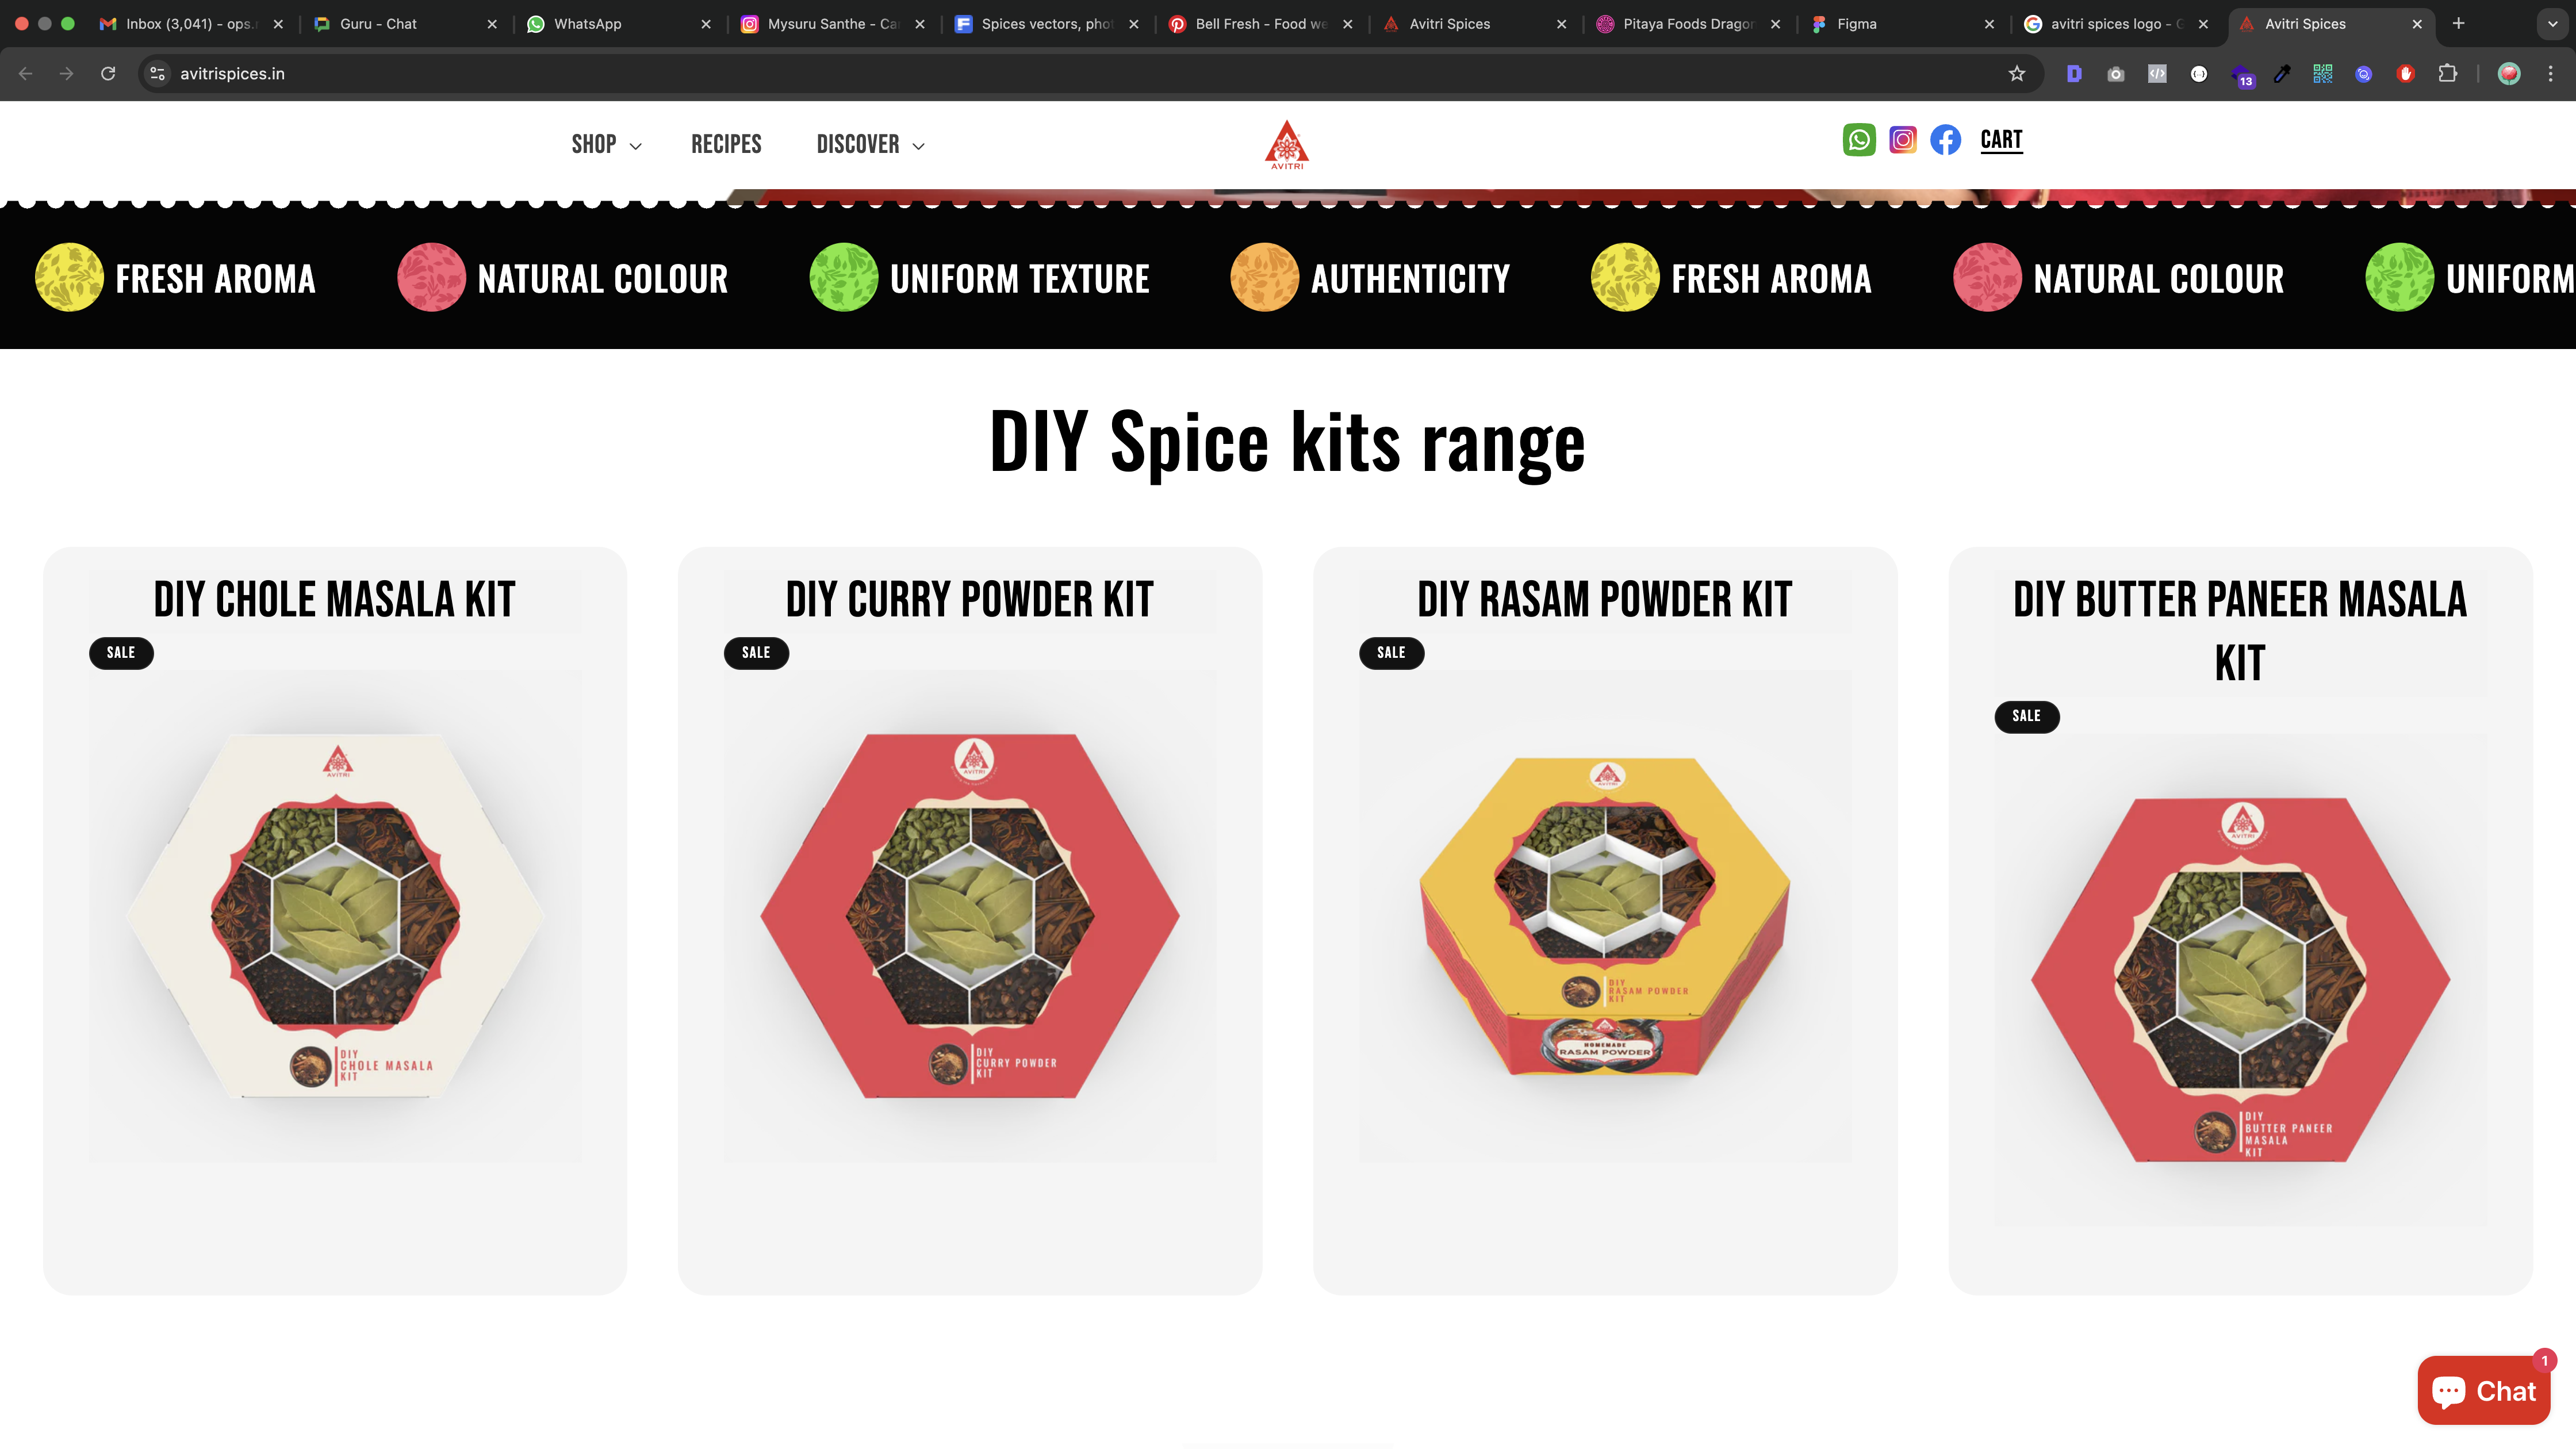 Inbox (3,041) - ops.
Guru - Chat
WhatsApp
Mysuru Santhe - Ca
Spices vectors, phot
Bell Fresh - Food we
Avitri Spices
Pitaya Foods Dragon
Figma
avitri spices logo - G
Avitri Spices
avitrispices.in
13
SHOP
RECIPES
DISCOVER
AVITRI
CART
FRESH AROMA
NATURAL COLOUR
UNIFORM TEXTURE
AUTHENTICITY
FRESH AROMA
NATURAL COLOUR
UNIFORM
DIY Spice kits range
DIY CHOLE MASALA KIT
SALE
AVITRI
DIY
CHOLE MASALA
KIT
DIY CURRY POWDER KIT
SALE
AVITRI
DIY
CURRY POWDER
KIT
DIY RASAM POWDER KIT
SALE
AVITRI
DIY
RASAM POWDER
KIT
HOMEMADE
RASAM POWDER
DIY BUTTER PANEER MASALA
KIT
SALE
AVITRI
DIY
BUTTER PANEER
MASALA
KIT
1
Chat